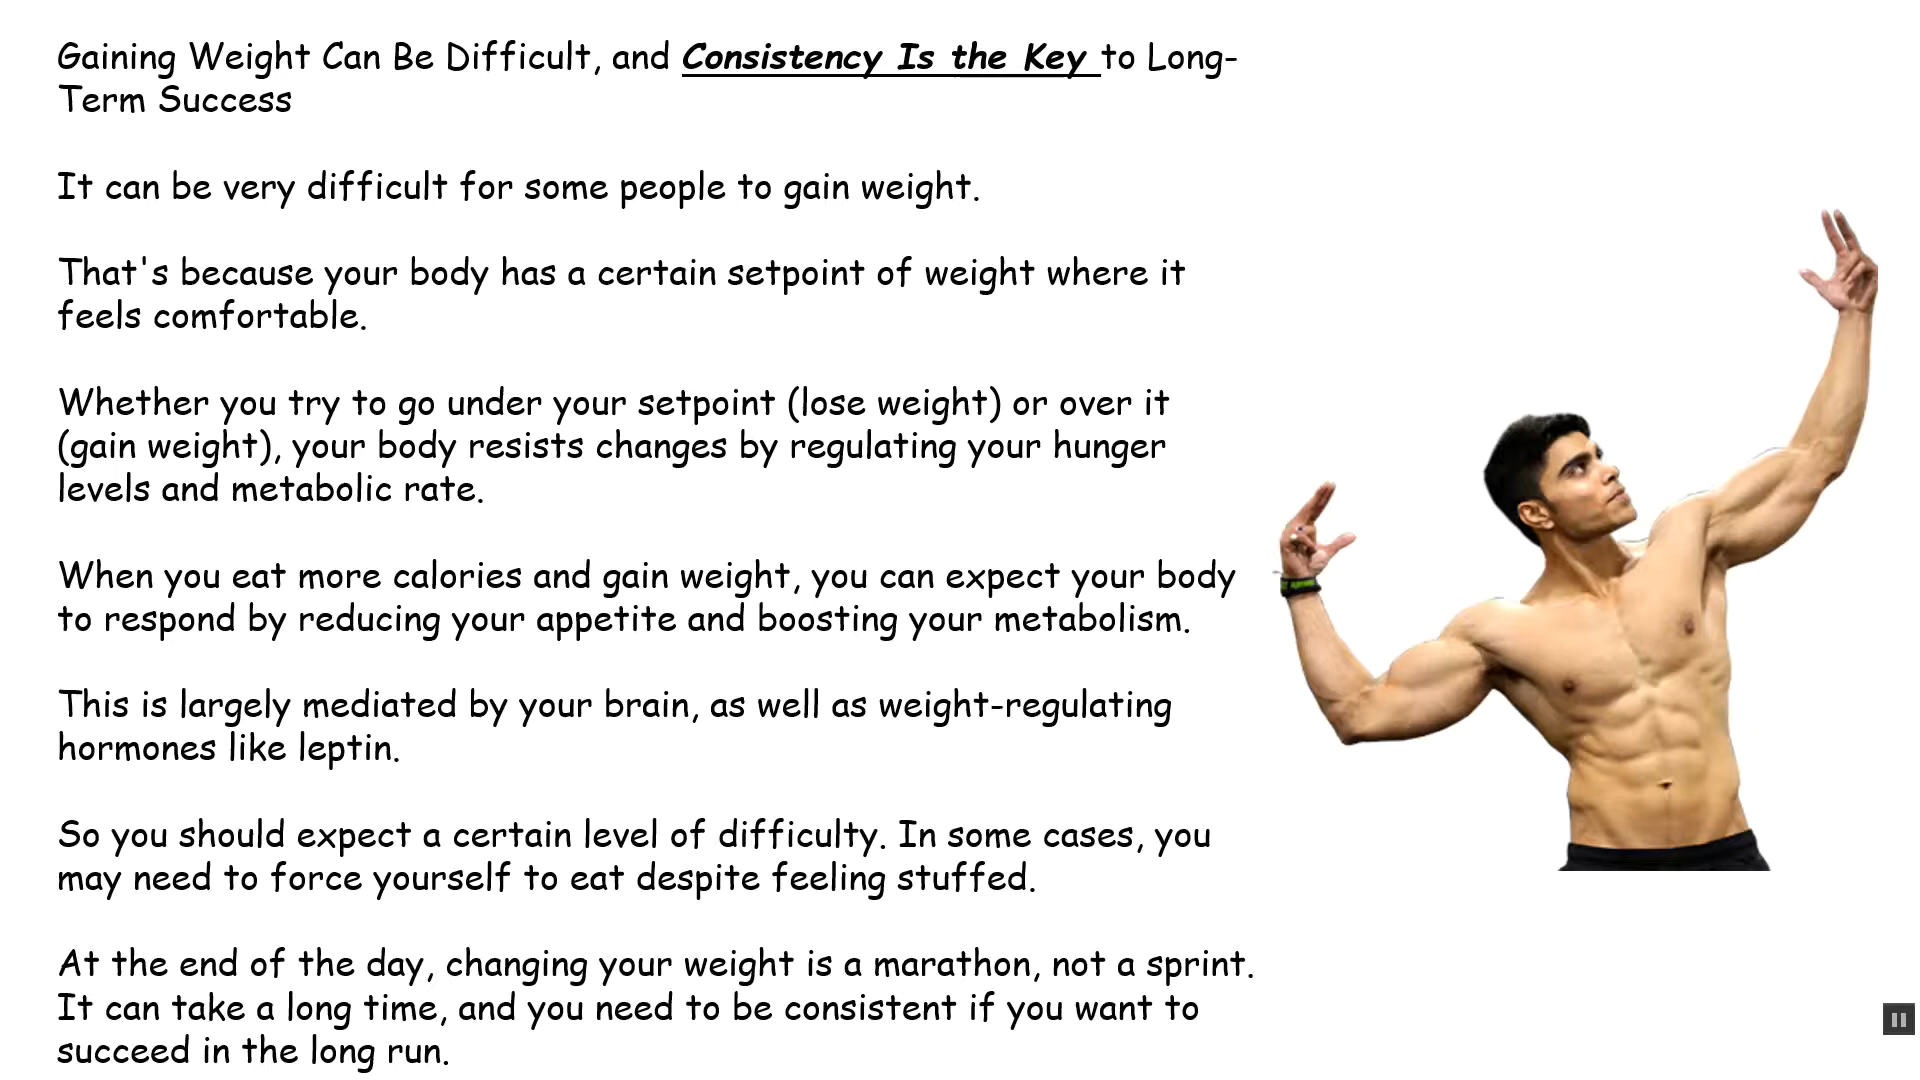 Gaining Weight Can Be Difficult, and Consistency Is the Key to Long-
Term Success
It can be very difficult for some people to gain weight.
That's because your body has a certain setpoint of weight where it
feels comfortable.
Whether you try to go under your setpoint (lose weight) or over it
(gain weight), your body resists changes by regulating your hunger
levels and metabolic rate.
When you eat more calories and gain weight, you can expect your body
to respond by reducing your appetite and boosting your metabolism.
This is largely mediated by your brain, as well as weight-regulating
hormones like leptin.
So you should expect a certain level of difficulty. In some cases, you
may need to force yourself to eat despite feeling stuffed.
At the end of the day, changing your weight is a marathon, not a sprint.
It can take a long time, and you need to be consistent if you want to
succeed in the long run.